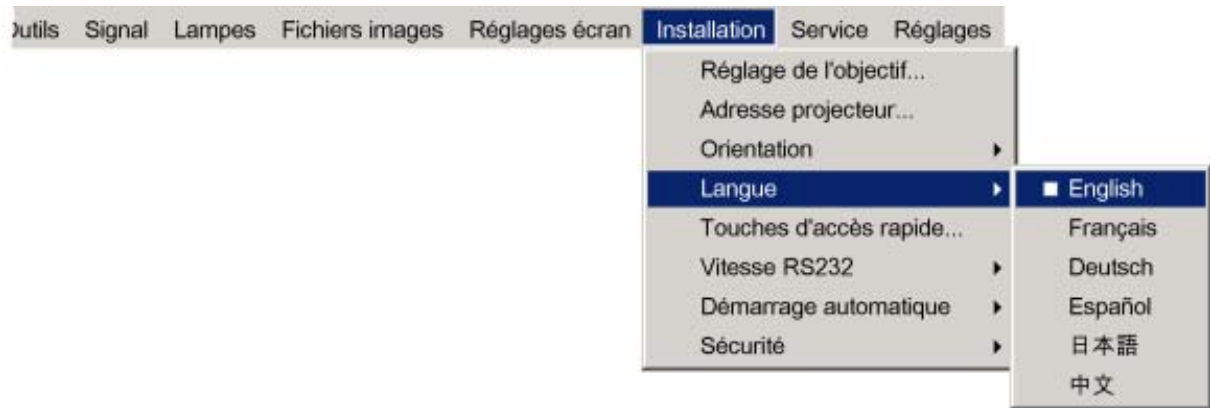 utils Signal Lampes Fichiers images Réglages écran Installation Service Réglages
Réglage de l'objectif...
Adresse projecteur...
Orientation
Langue
Touches d'accès rapide...
Vitesse RS232
Démarrage automatique
Sécurité
English
Français
Deutsch
Español
日本語
中文